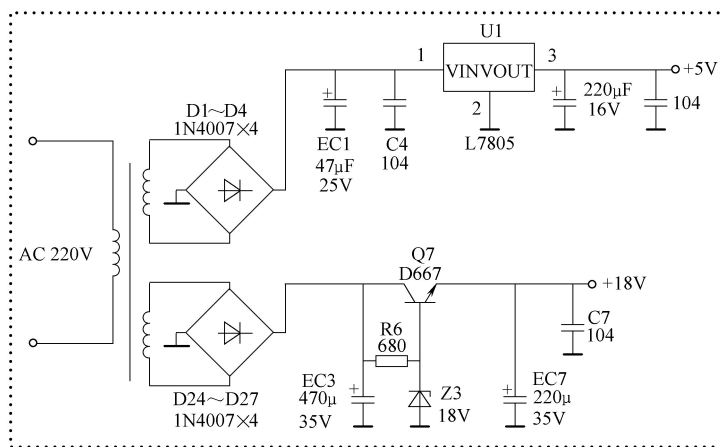 U1
1
VINVOUT
3
+5V
2
L7805
D1～D4
1N4007×4
+
EC1
47μF
25V
C4
104
+
220μF
16V
104
AC 220V
Q7
D667
+18V
R6
680
C7
104
D24～D27
1N4007×4
EC3
470μ
35V
+
Z3
18V
+
EC7
220μ
35V